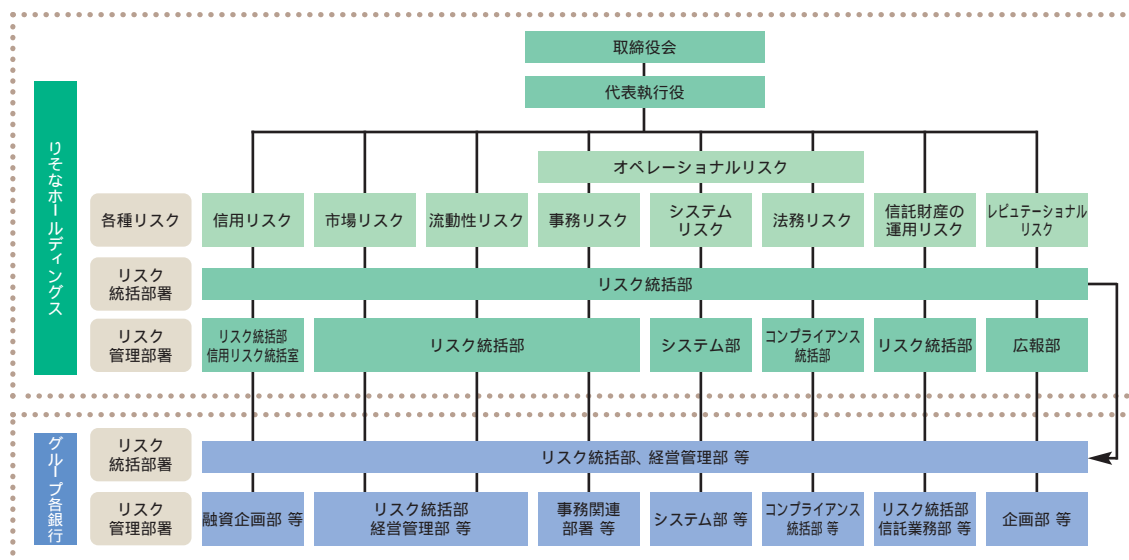 取締役会
代表執行役
オペレーショナルリスク
りそなホールディングス
各種リスク
信用リスク
市場リスク
流動性リスク
事務リスク
システム
リスク
法務リスク
信託財産の
運用リスク
レピュテーショナル
リスク
リスク
統括部署
リスク統括部
リスク
管理部署
リスク統括部
信用リスク統括室
リスク統括部
システム部
コンプライアンス
統括部
リスク統括部
広報部
グループ各銀行
リスク
統括部署
リスク統括部、経営管理部 等
リスク
管理部署
融資企画部 等
リスク統括部
経営管理部 等
事務関連
部署 等
システム部 等
コンプライアンス
統括部 等
リスク統括部
信託業務部 等
企画部 等